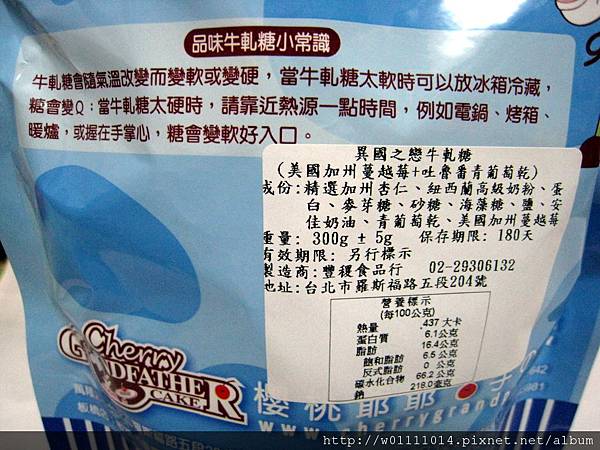 品味牛軋糖小常識
牛軋糖會隨氣溫改變而變軟或變硬，當牛軋糖太軟時可以放冰箱冷藏，
糖會變Q；當牛軋糖太硬時，請靠近熱源一點時間，例如電鍋、烤箱、
暖爐，或握在手掌心，糖會變軟好入口。
異國之戀牛軋糖
(美國加州蔓越莓+吐魯番青葡萄乾)
成份:精選加州杏仁、紐西蘭高級奶粉、蛋
白、麥芽糖、砂糖、海藻糖、鹽、安
佳奶油、青葡萄乾、美國加州蔓越莓
重量: 300g ± 5g 保存期限: 180天
有效期限: 另行標示
製造商:豐稷食品行 02-29306132
地址:台北市羅斯福路五段204號
營養標示
(每100公克)
熱量 437 大卡
蛋白質 6.1公克
脂肪 16.4公克
飽和脂肪 6.5 公克
反式脂肪 0 公克
碳水化合物 66.2 公克
鈉 218.0毫克
Cherry
GRANDFATHER
CAKE
櫻桃爺爺
www.cherrygrand
http://w01111014.pixnet.net/album